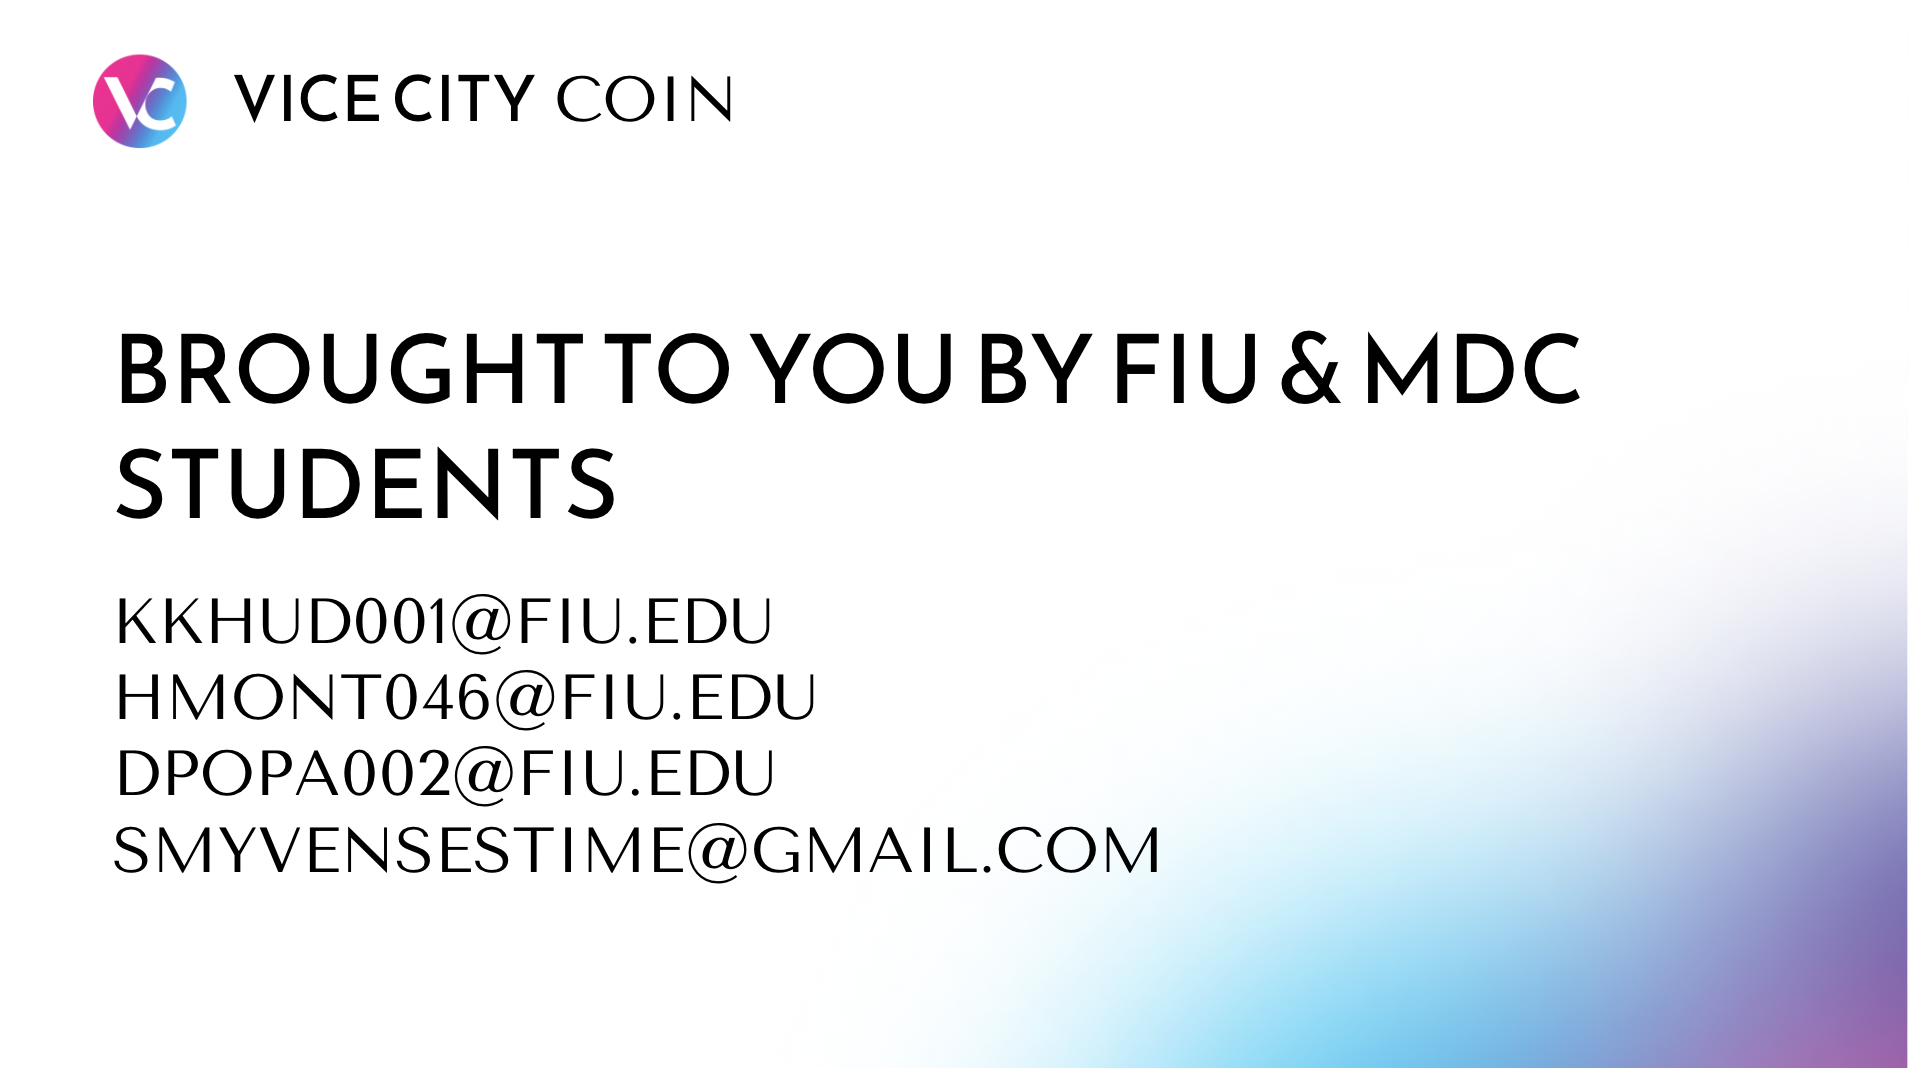 VC
VICE CITY COIN
BROUGHT TO YOU BY FIU & MDC
STUDENTS
KKHUD001@FIU.EDU
HMONT046@FIU.EDU
DPOPA002@FIU.EDU
SMYVENSESTIME@GMAIL.COM